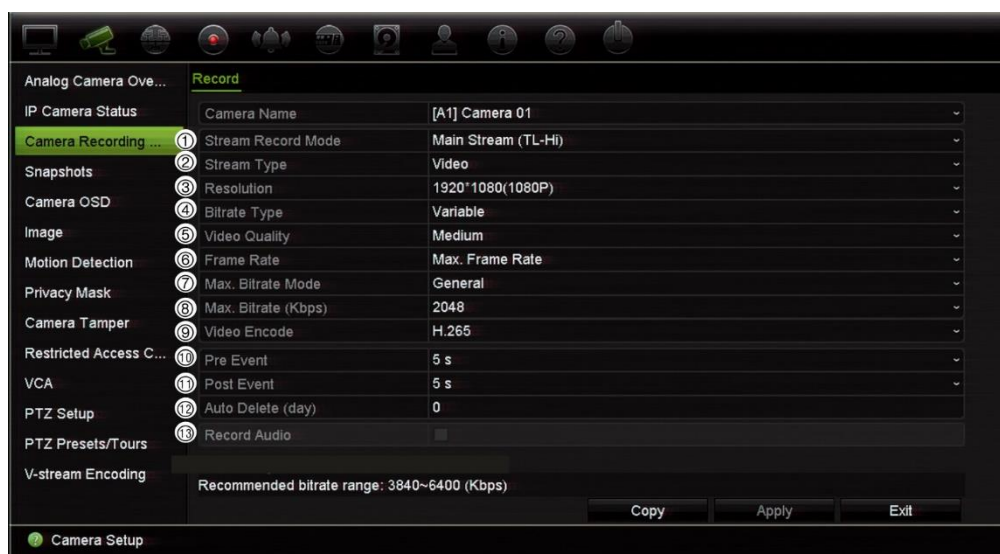 Analog Camera Ove...
IP Camera Status
Camera Recording ...
Snapshots
Camera OSD
Image
Motion Detection
Privacy Mask
Camera Tamper
Restricted Access C...
VCA
PTZ Setup
PTZ Presets/Tours
V-stream Encoding
Record
Camera Name [A1] Camera 01
① Stream Record Mode Main Stream (TL-Hi)
② Stream Type Video
③ Resolution 1920*1080(1080P)
④ Bitrate Type Variable
⑤ Video Quality Medium
⑥ Frame Rate Max. Frame Rate
⑦ Max. Bitrate Mode General
⑧ Max. Bitrate (Kbps) 2048
⑨ Video Encode H.265
⑩ Pre Event 5 s
⑪ Post Event 5 s
⑫ Auto Delete (day) 0
⑬ Record Audio
Recommended bitrate range: 3840~6400 (Kbps)
Copy Apply Exit
Camera Setup